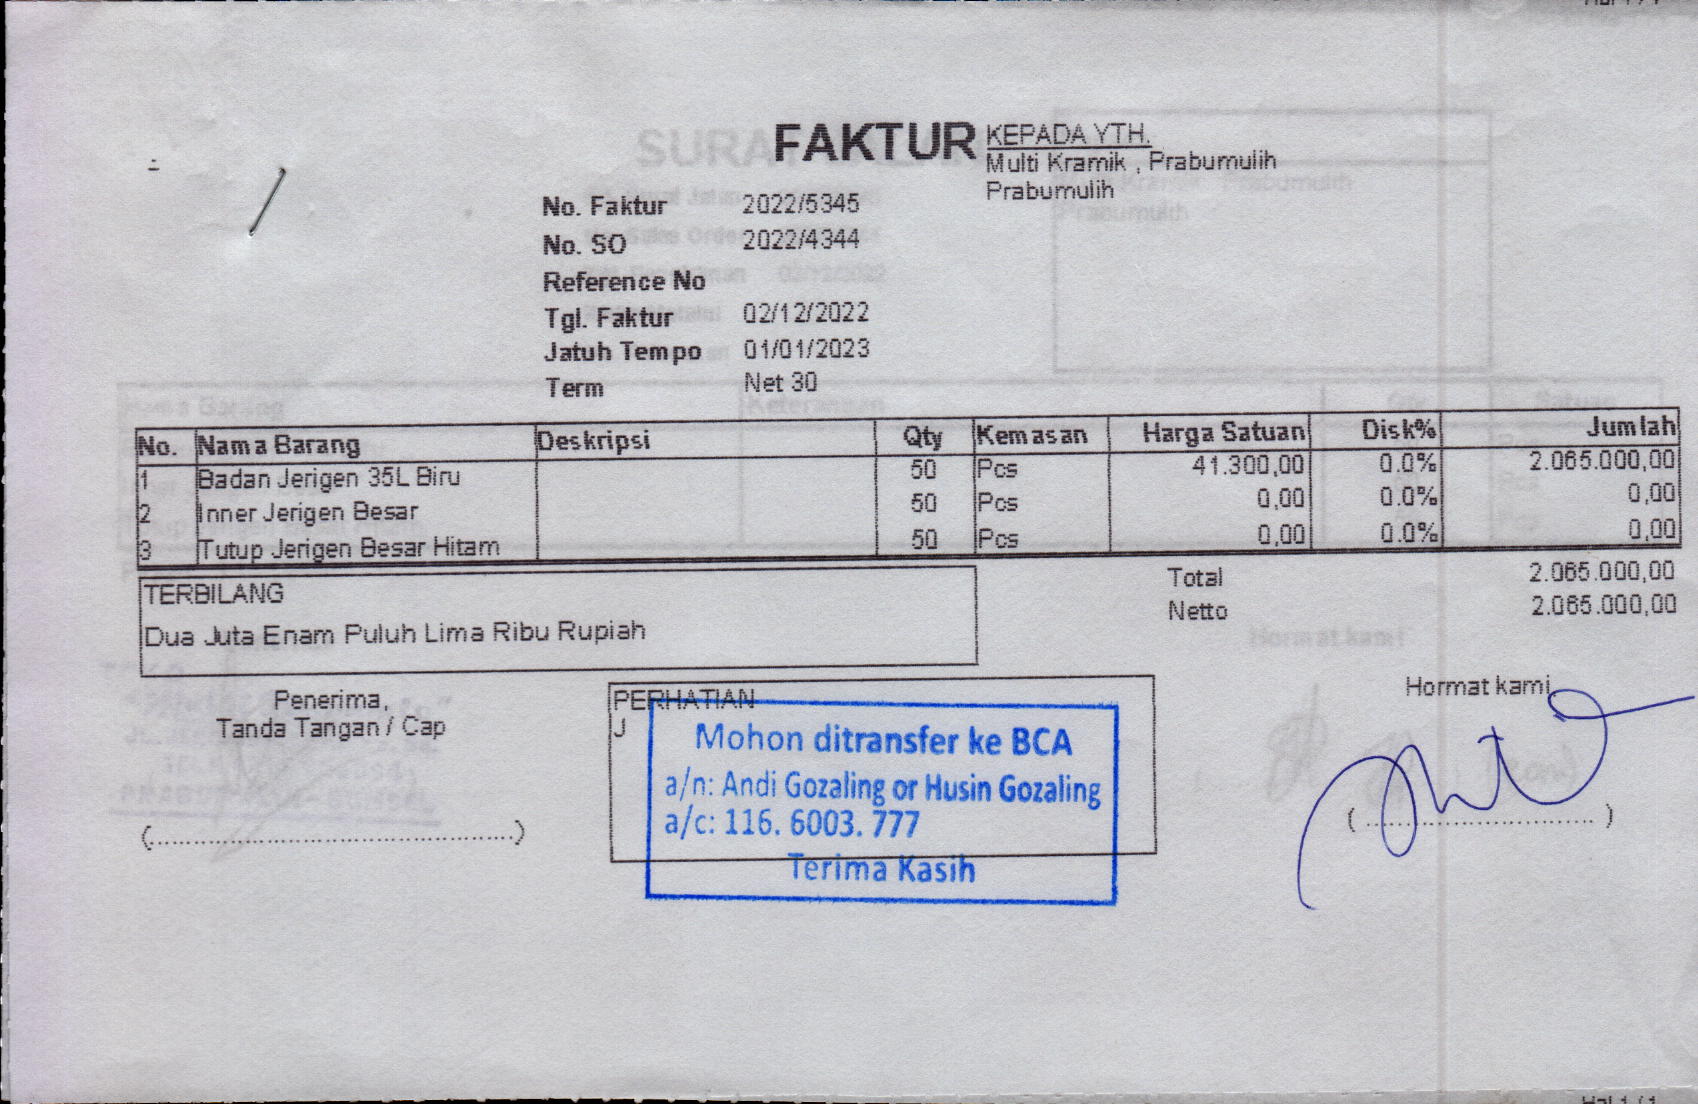 FAKTUR
KEPADA YTH.
Multi Kramik , Prabumulih
Prabumulih
No. Faktur 2022/5345
No. SO 2022/4344
Reference No
Tgl. Faktur 02/12/2022
Jatuh Tempo 01/01/2023
Term Net 30
No. Nama Barang Deskripsi Qty Kemasan Harga Satuan Disk% Jumlah
1 Badan Jerigen 35L Biru 50 Pcs 41.300,00 0.0% 2.065.000,00
2 Inner Jerigen Besar 50 Pcs 0,00 0.0% 0,00
3 Tutup Jerigen Besar Hitam 50 Pcs 0,00 0.0% 0,00
Total 2.065.000,00
Netto 2.065.000,00
TERBILANG
Dua Juta Enam Puluh Lima Ribu Rupiah
Penerima,
Tanda Tangan / Cap
(....................................................)
PERHATIAN
J
Mohon ditransfer ke BCA
a/n: Andi Gozaling or Husin Gozaling
a/c: 116. 6003. 777
Terima Kasih
Hormat kami,
( ................................ )
Hal 1 / 1